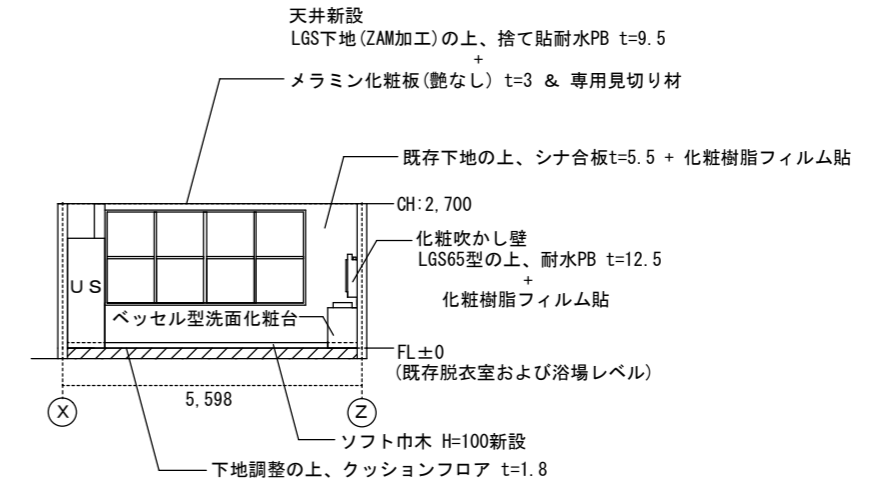 天井新設
LGS下地(ZAM加工)の上、捨て貼耐水PB t=9.5
+
メラミン化粧板(艶なし) t=3 & 専用見切り材
既存下地の上、シナ合板t=5.5 + 化粧樹脂フィルム貼
CH:2,700
化粧吹かし壁
LGS65型の上、耐水PB t=12.5
+
化粧樹脂フィルム貼
US
ベッセル型洗面化粧台
FL±0
(既存脱衣室および浴場レベル)
5,598
X
Z
ソフト巾木 H=100新設
下地調整の上、クッションフロア t=1.8